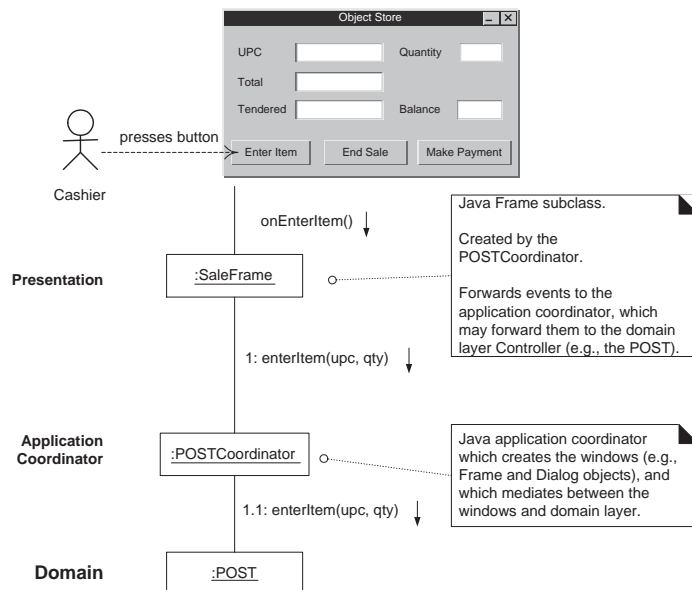 Object Store
UPC
Quantity
Total
Tendered
Balance
presses button
Enter Item
End Sale
Make Payment
Cashier
onEnterItem()
Java Frame subclass.
Created by the
POSTCoordinator.
Forwards events to the
application coordinator, which
may forward them to the domain
layer Controller (e.g., the POST).
Presentation
:SaleFrame
1: enterItem(upc, qty)
Application
Coordinator
:POSTCoordinator
Java application coordinator
which creates the windows (e.g.,
Frame and Dialog objects), and
which mediates between the
windows and domain layer.
1.1: enterItem(upc, qty)
Domain
:POST